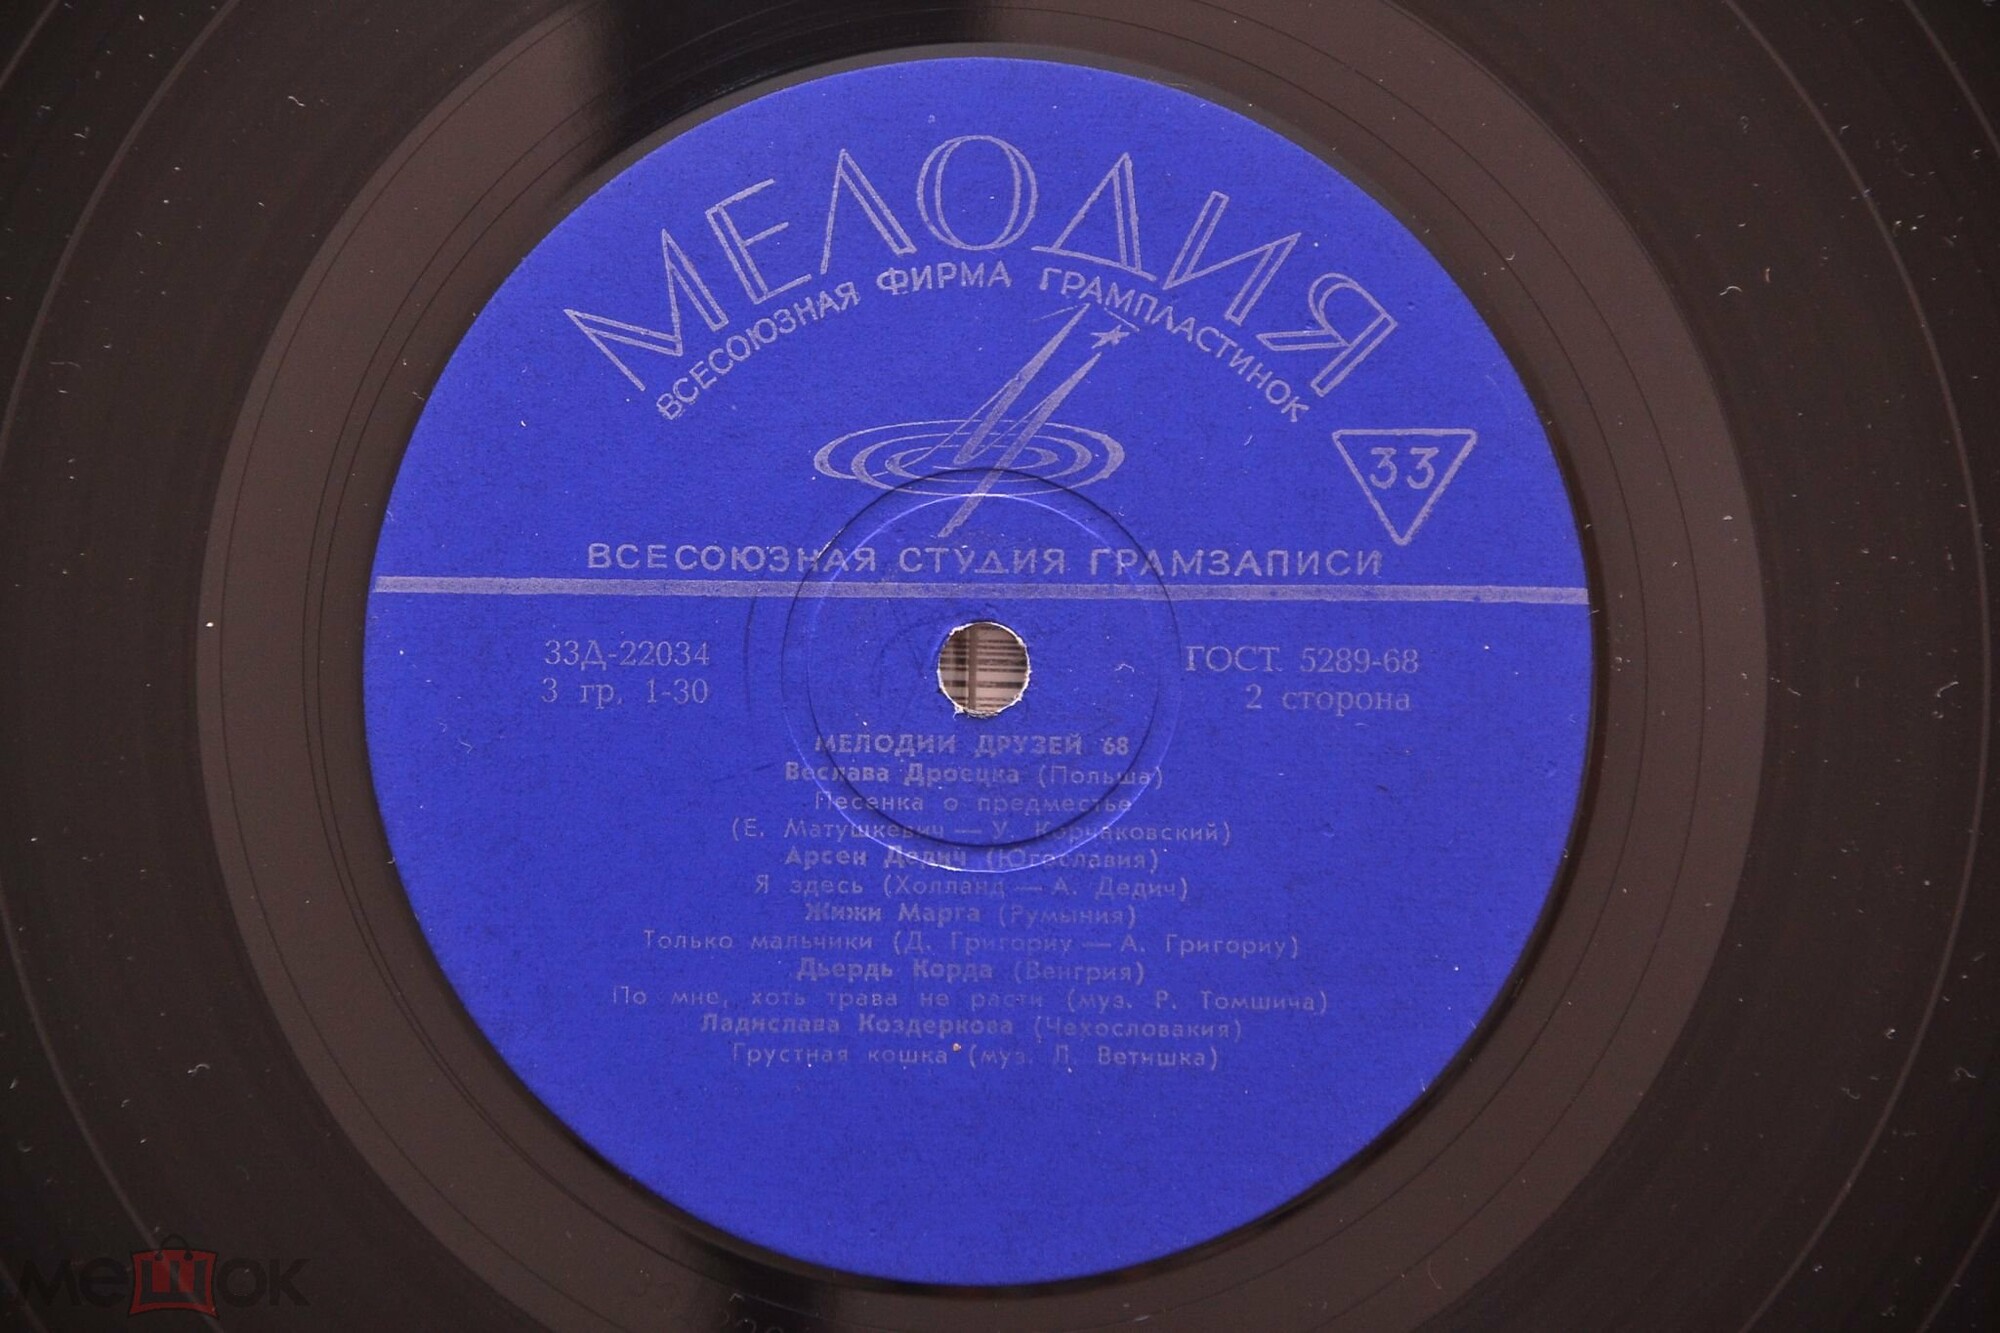 МЕЛОДИЯ
ВСЕСОЮЗНАЯ ФИРМА ГРАМПЛАСТИНОК
33
ВСЕСОЮЗНАЯ СТУДИЯ ГРАМЗАПИСИ
33Д-22034
ГОСТ 5289-68
3 гр. 1-30
2 сторона
МЕЛОДИИ ДРУЗЕЙ 68
Веслава Дроецка (Польша)
Песенка о предместье
(Е. Матушкевич — У. Корчаковский)
Арсен Дедич (Югославия)
Я здесь (Холланд — А. Дедич)
Жижи Марга (Румыния)
Только мальчики (Д. Григориу — А. Григориу)
Дьердь Корда (Венгрия)
По мне, хоть трава не расти (муз. Р. Томшича)
Ладислава Коздеркова (Чехословакия)
Грустная кошка (муз. Л. Ветишка)
мешок